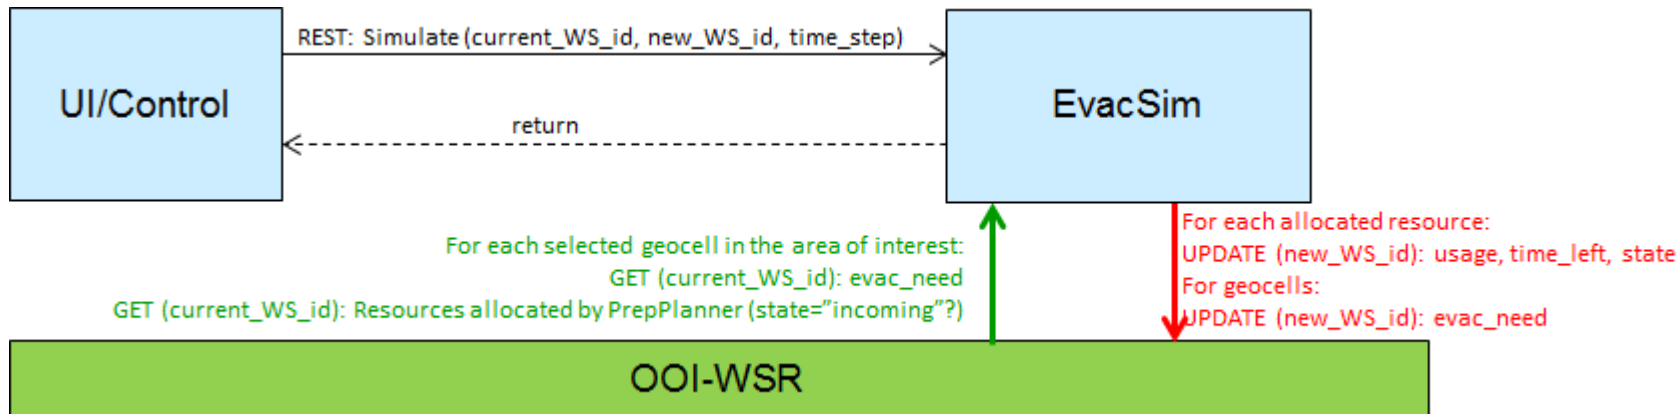 REST: Simulate (current_WS_id, new_WS_id, time_step)
UI/Control
EvacSim
return
For each selected geocell in the area of interest:
GET (current_WS_id): evac_need
GET (current_WS_id): Resources allocated by PrepPlanner (state=”incoming”?)
For each allocated resource:
UPDATE (new_WS_id): usage, time_left, state
For geocells:
UPDATE (new_WS_id): evac_need
OOI-WSR